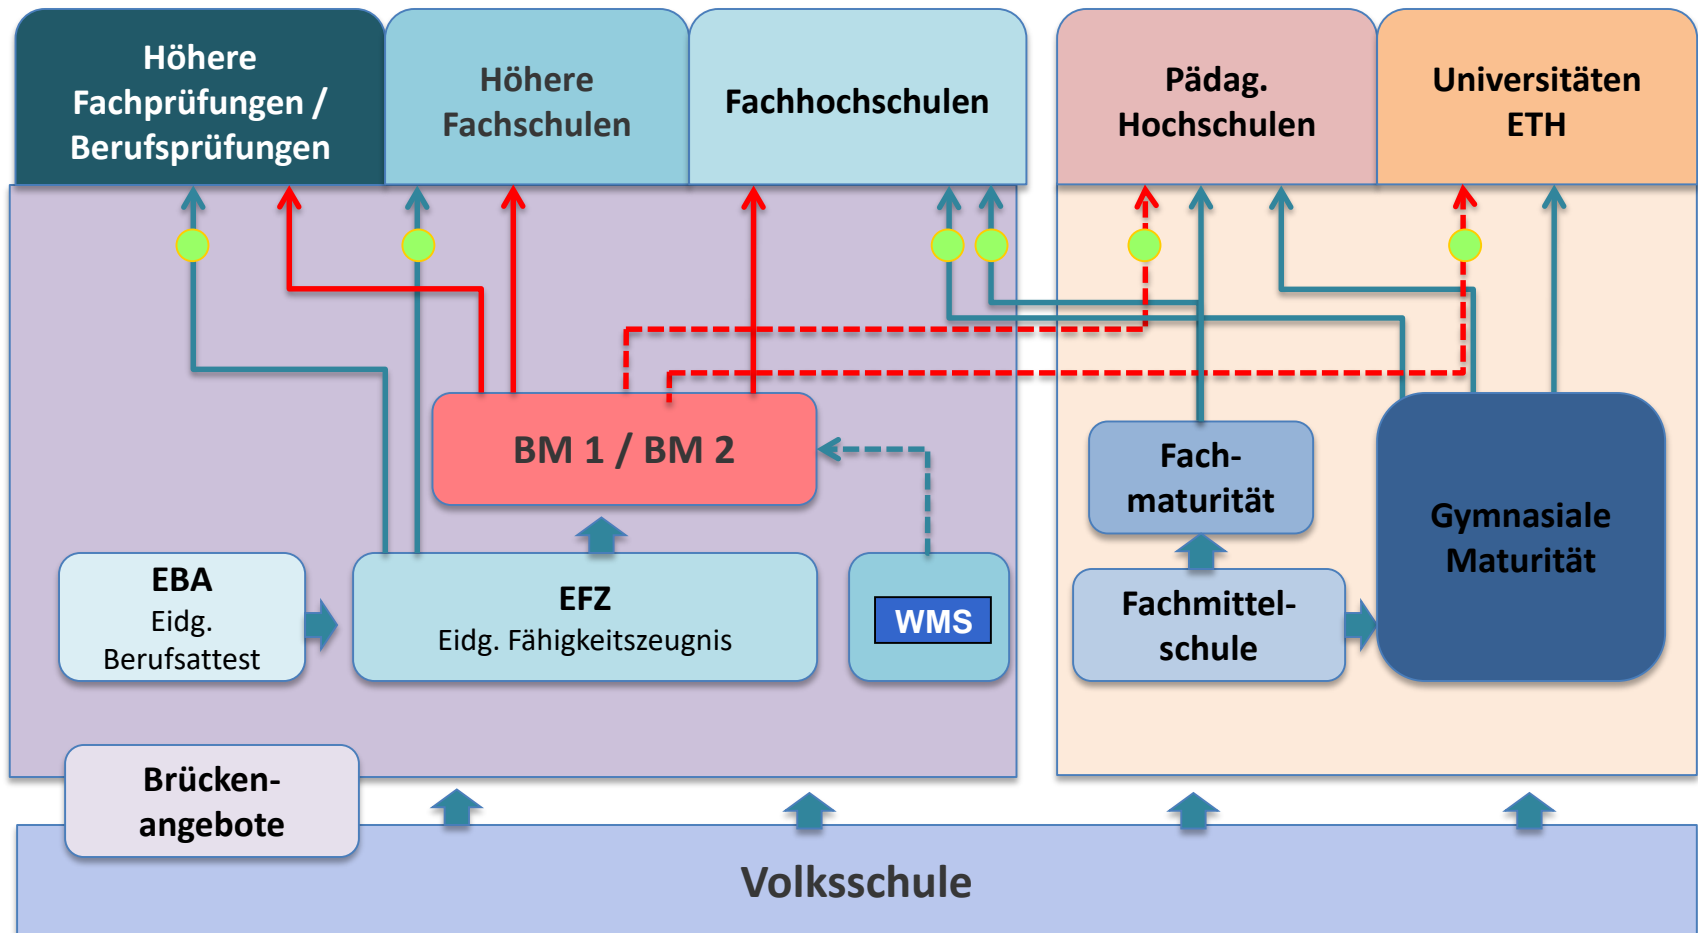 Höhere
Fachprüfungen /
Berufsprüfungen
Höhere
Fachschulen
Fachhochschulen
Pädag.
Hochschulen
Universitäten
ETH
BM 1 / BM 2
Fach-
maturität
Gymnasiale
Maturität
EBA
Eidg.
Berufsattest
EFZ
Eidg. Fähigkeitszeugnis
WMS
Fachmittel-
schule
Brücken-
angebote
Volksschule